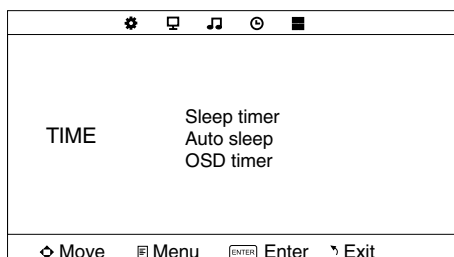 TIME
Sleep timer
Auto sleep
OSD timer
Move Menu ENTER Enter Exit